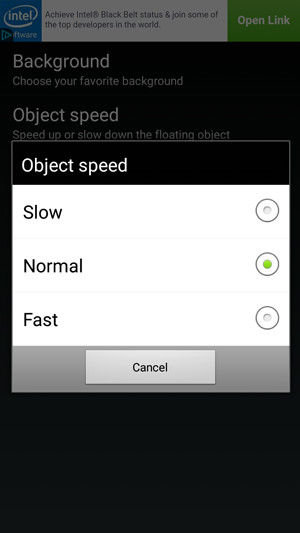 intel
ftware
Achieve Intel® Black Belt status & join some of
the top developers in the world.
Open Link
Background
Choose your favorite background
Object speed
Speed up or slow down the floating object
Object speed
Slow
Normal
Fast
Cancel